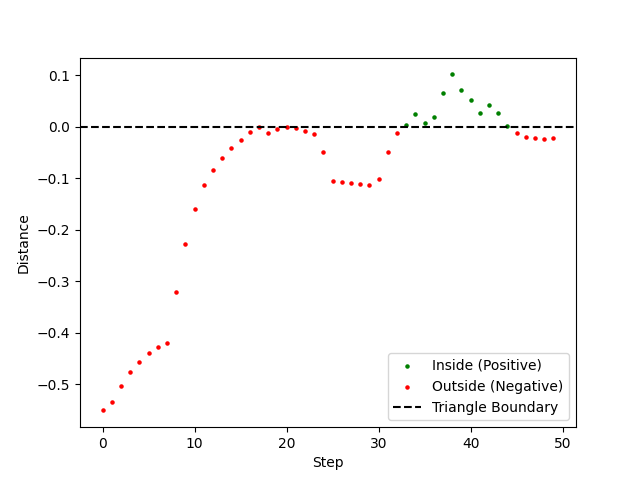 0.1
0.0
−0.1
−0.2
−0.3
−0.4
−0.5
Distance
0 10 20 30 40 50
Step
Inside (Positive)
Outside (Negative)
Triangle Boundary